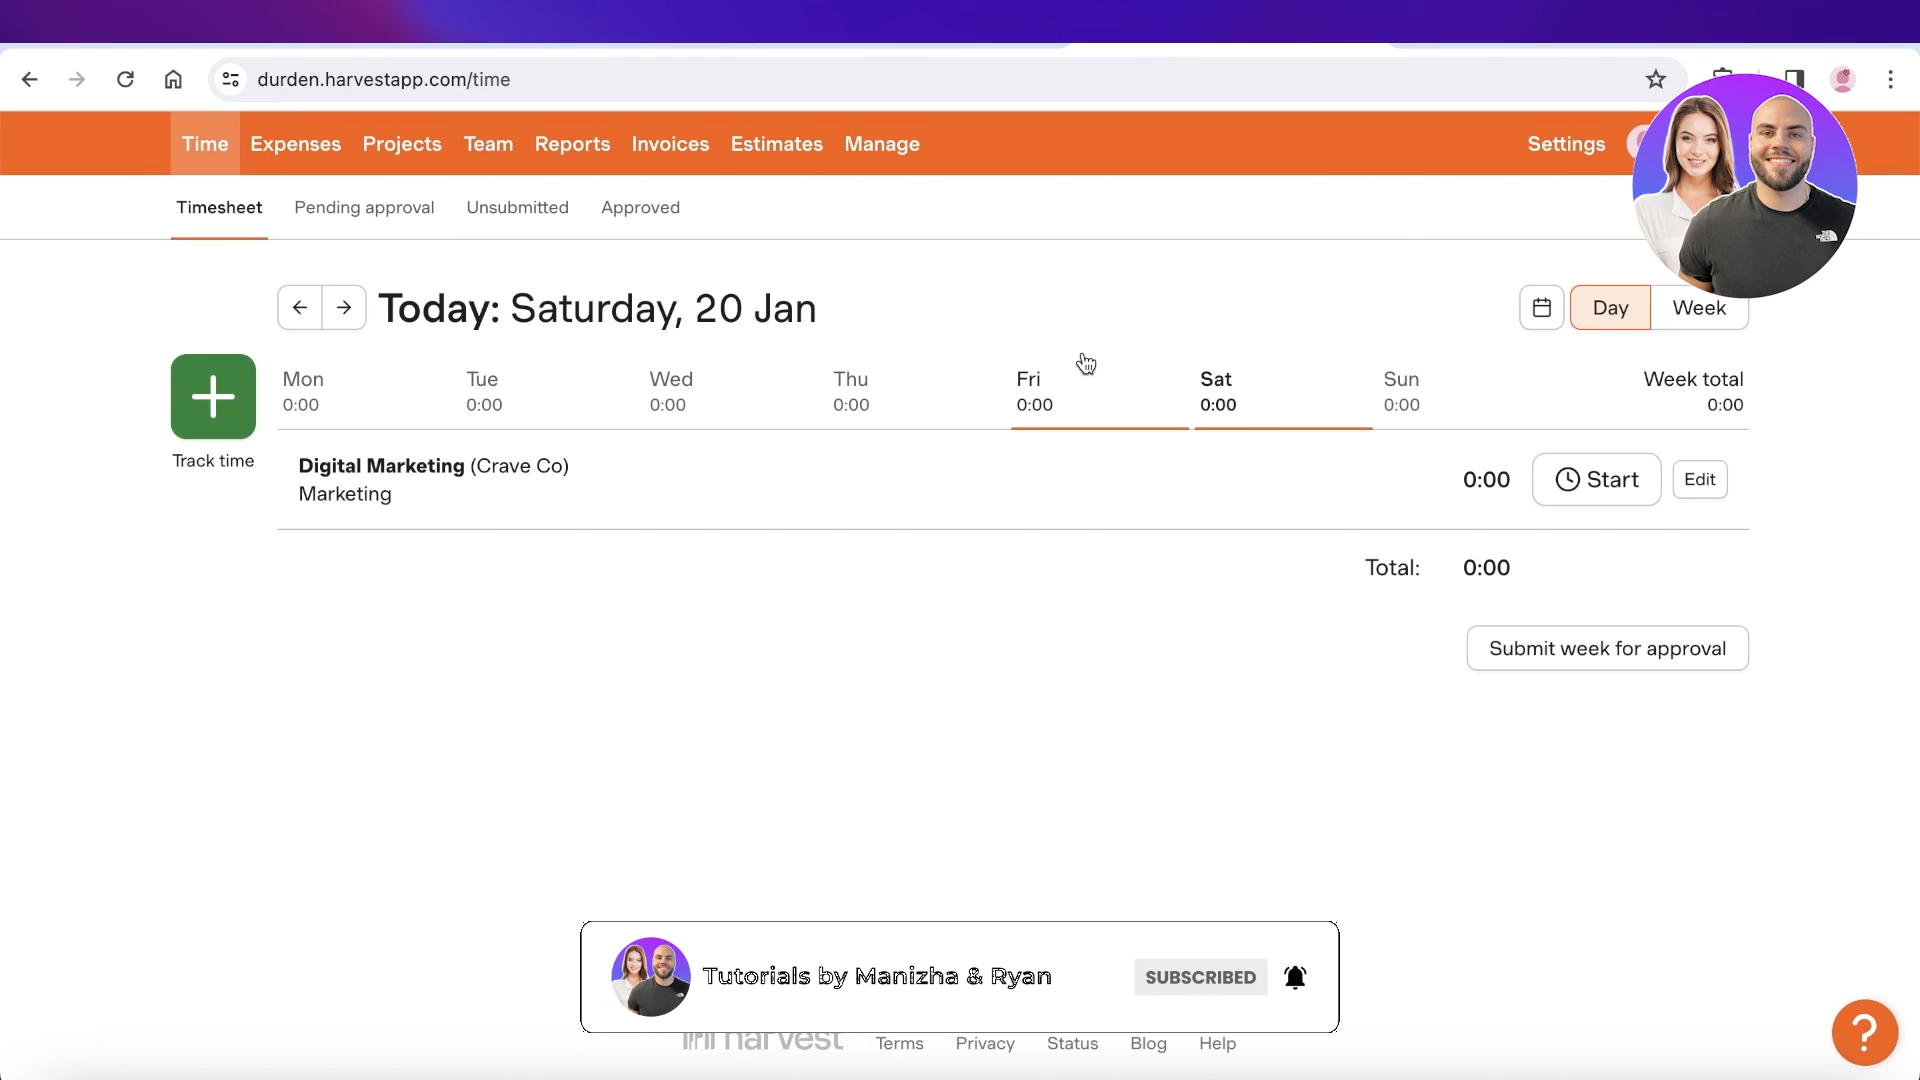 durden.harvestapp.com/time
Time Expenses Projects Team Reports Invoices Estimates Manage Settings
Timesheet Pending approval Unsubmitted Approved
Today: Saturday, 20 Jan
Day Week
Mon Tue Wed Thu Fri Sat Sun Week total
0:00 0:00 0:00 0:00 0:00 0:00 0:00 0:00
Track time
Digital Marketing (Crave Co)
Marketing
0:00 Start Edit
Total: 0:00
Submit week for approval
Tutorials by Manizha & Ryan SUBSCRIBED
harvest Terms Privacy Status Blog Help
?